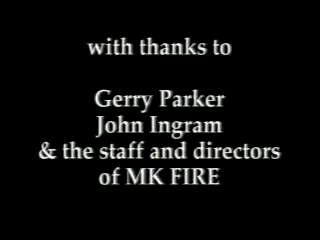 with thanks to
Gerry Parker
John Ingram
& the staff and directors
of MK FIRE